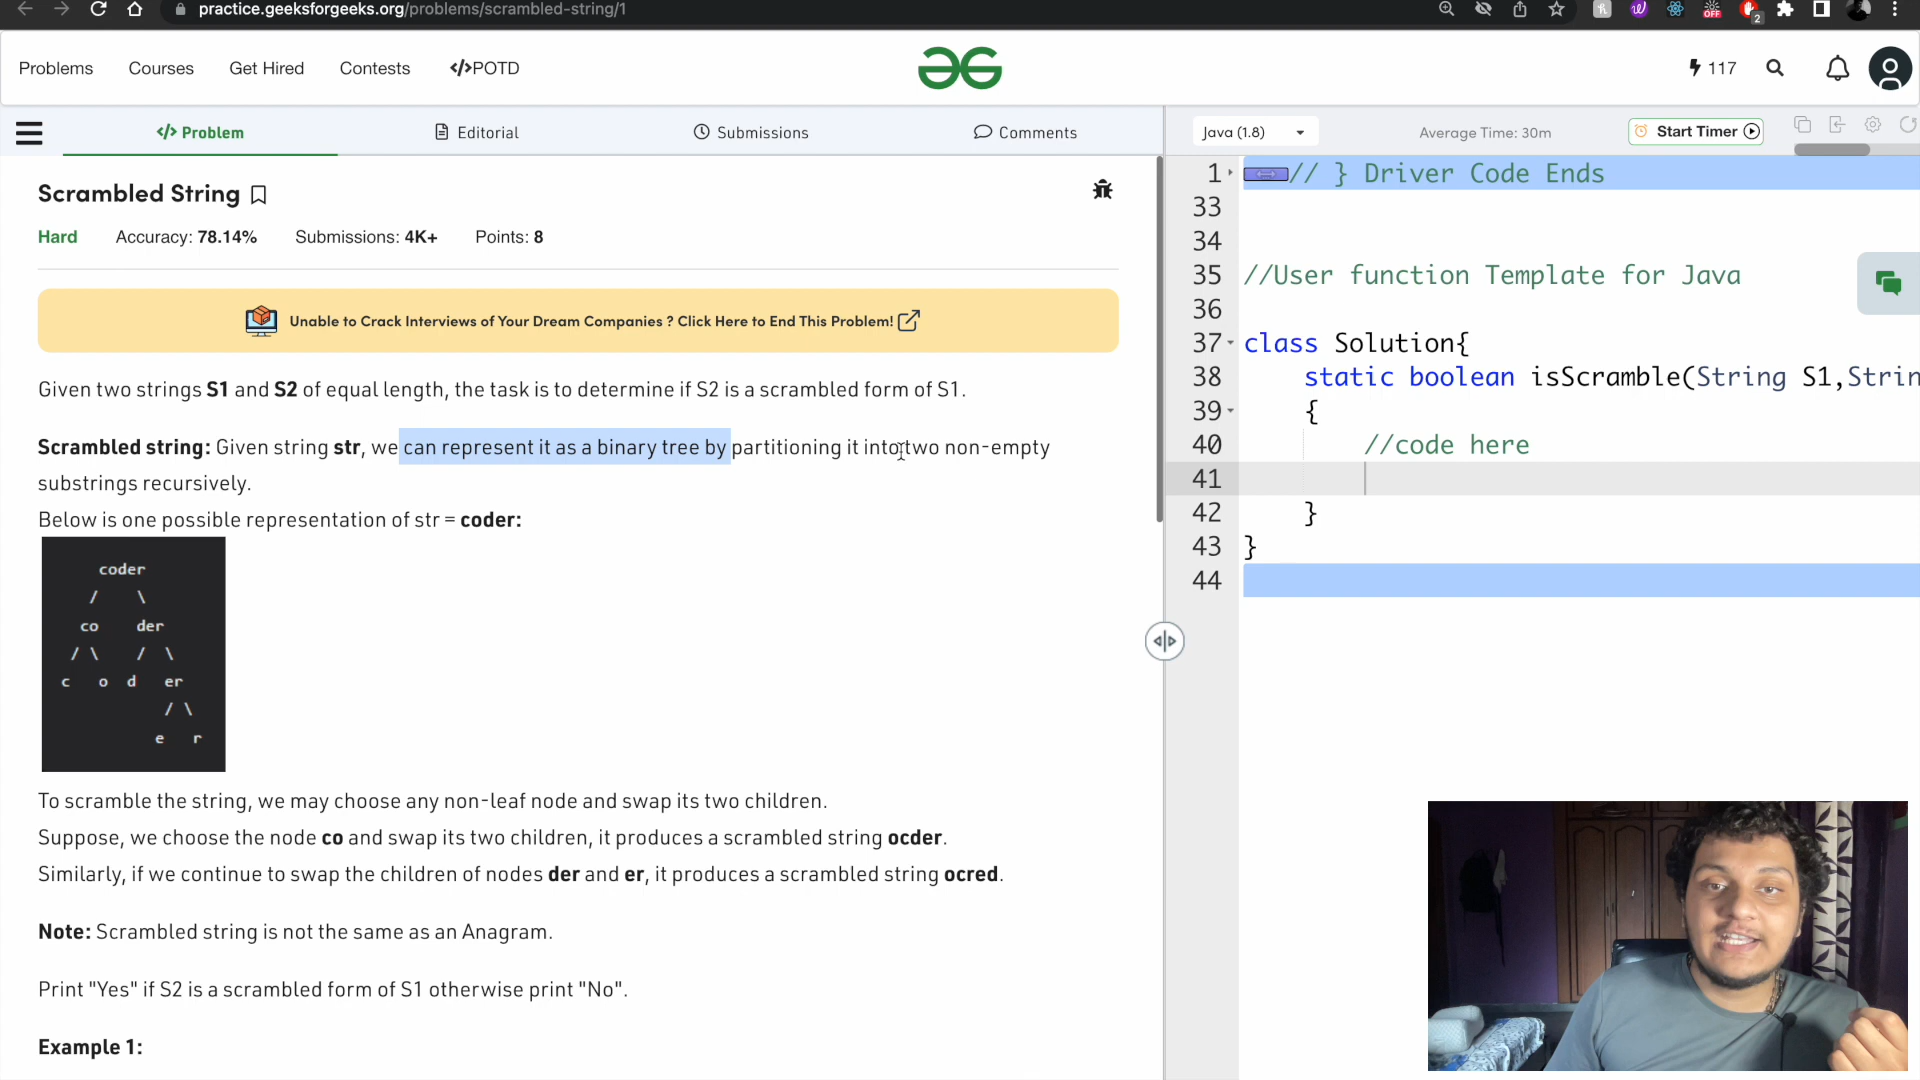 practice.geeksforgeeks.org/problems/scrambled-string/1
OFF
2
Problems
Courses
Get Hired
Contests
</>POTD
117
</> Problem
Editorial
Submissions
Comments
Java (1.8)
Average Time: 30m
Start Timer
Scrambled String
Hard
Accuracy: 78.14%
Submissions: 4K+
Points: 8
Unable to Crack Interviews of Your Dream Companies ? Click Here to End This Problem!
Given two strings S1 and S2 of equal length, the task is to determine if S2 is a scrambled form of S1.
Scrambled string: Given string str, we can represent it as a binary tree by partitioning it into two non-empty
substrings recursively.
Below is one possible representation of str = coder:
coder
/ \
co der
/ \ / \
c o d er
/ \
e r
To scramble the string, we may choose any non-leaf node and swap its two children.
Suppose, we choose the node co and swap its two children, it produces a scrambled string ocder.
Similarly, if we continue to swap the children of nodes der and er, it produces a scrambled string ocred.
Note: Scrambled string is not the same as an Anagram.
Print "Yes" if S2 is a scrambled form of S1 otherwise print "No".
Example 1:
1 // } Driver Code Ends
33
34
35 //User function Template for Java
36
37 class Solution{
38 static boolean isScramble(String S1,Strin
39 {
40 //code here
41
42 }
43 }
44